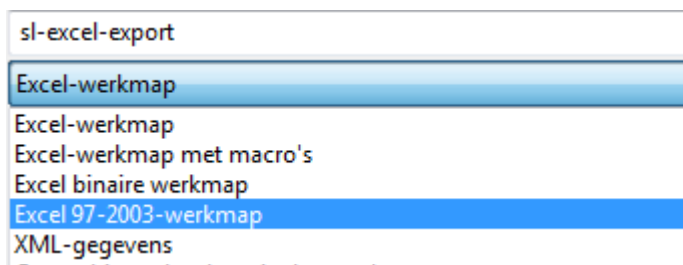 sl-excel-export
Excel-werkmap
Excel-werkmap
Excel-werkmap met macro's
Excel binaire werkmap
Excel 97-2003-werkmap
XML-gegevens